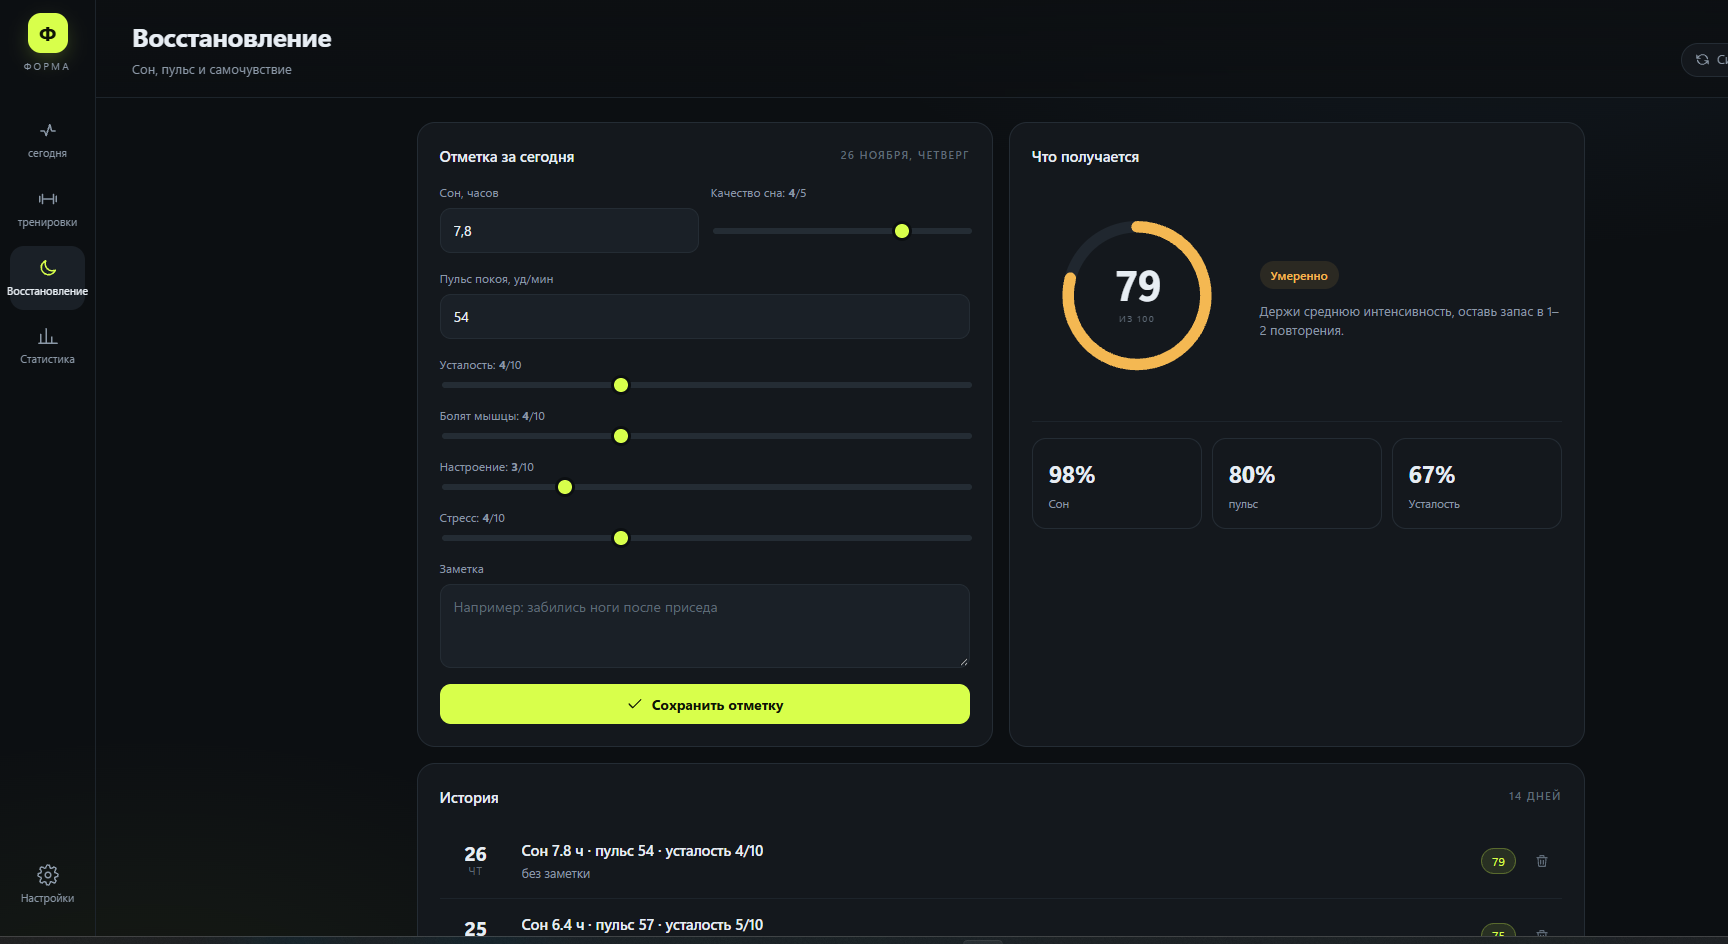 Ф
ФОРМА
сегодня
тренировки
Восстановление
Статистика
Настройки
Восстановление
Сон, пульс и самочувствие
Отметка за сегодня
26 НОЯБРЯ, ЧЕТВЕРГ
Сон, часов
Качество сна: 4/5
7,8
Пульс покоя, уд/мин
54
Усталость: 4/10
Болят мышцы: 4/10
Настроение: 3/10
Стресс: 4/10
Заметка
Например: забились ноги после приседа
Сохранить отметку
Что получается
79
ИЗ 100
Умеренно
Держи среднюю интенсивность, оставь запас в 1–
2 повторения.
98%
Сон
80%
пульс
67%
Усталость
История
14 ДНЕЙ
26
ЧТ
Сон 7.8 ч · пульс 54 · усталость 4/10
без заметки
79
25
Сон 6.4 ч · пульс 57 · усталость 5/10
75